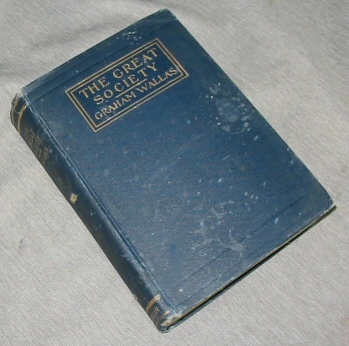 THE GREAT
SOCIETY
GRAHAM WALLAS